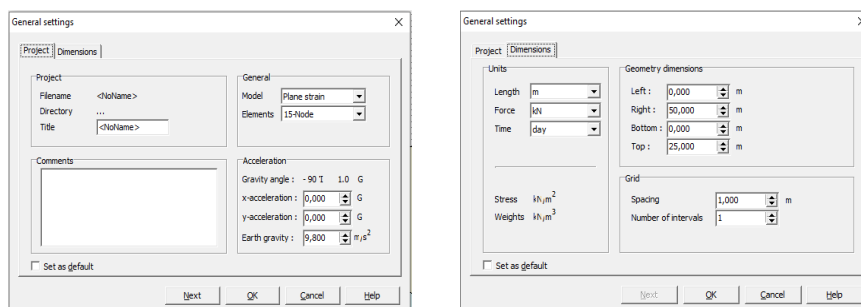 General settings
Project Dimensions
Project
Filename <NoName>
Directory ...
Title <NoName>
General
Model Plane strain
Elements 15-Node
Comments
Acceleration
Gravity angle : - 90 °I 1.0 G
x-acceleration : 0,000 G
y-acceleration : 0,000 G
Earth gravity : 9,800 m/s²
Set as default
Next OK Cancel Help
General settings
Project Dimensions
Units
Length m
Force kN
Time day
Stress kN/m²
Weights kN/m³
Geometry dimensions
Left : 0,000 m
Right : 50,000 m
Bottom : 0,000 m
Top : 25,000 m
Grid
Spacing 1,000 m
Number of intervals 1
Set as default
Next OK Cancel Help